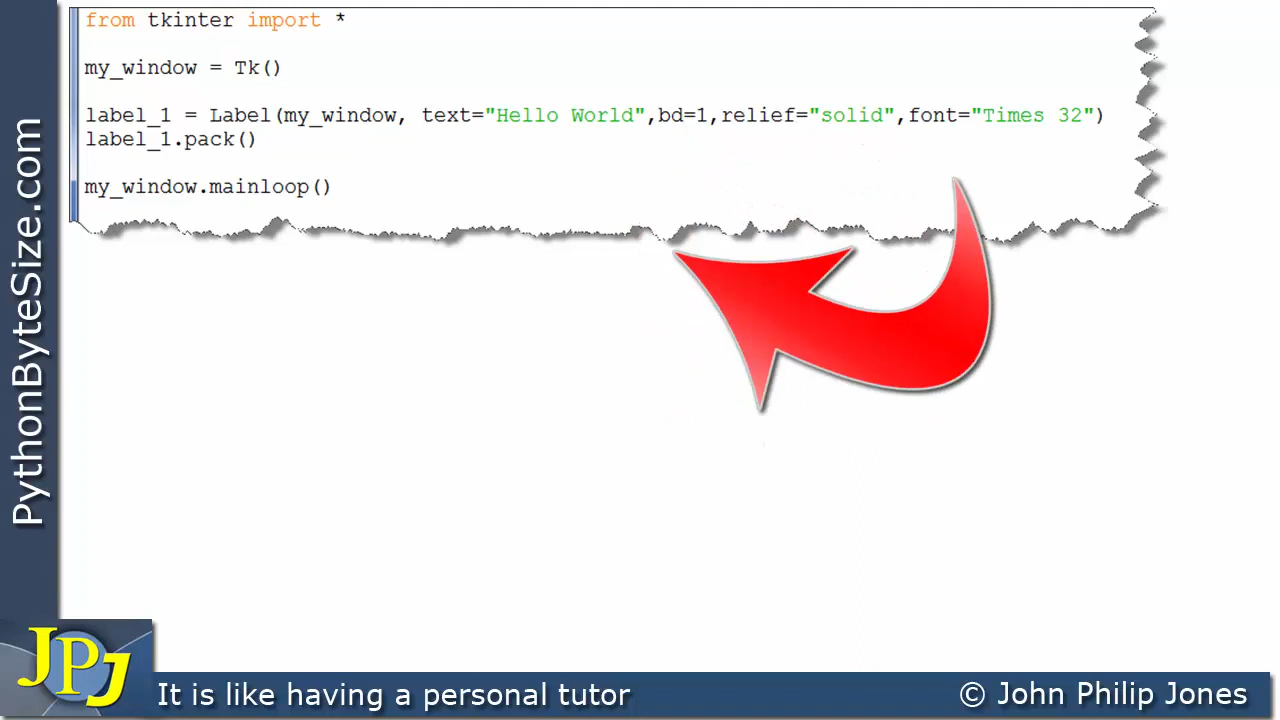 from tkinter import *
my_window = Tk()
label_1 = Label(my_window, text="Hello World",bd=1,relief="solid",font="Times 32")
label_1.pack()
my_window.mainloop()
PythonByteSize.com
JPJ
It is like having a personal tutor
© John Philip Jones